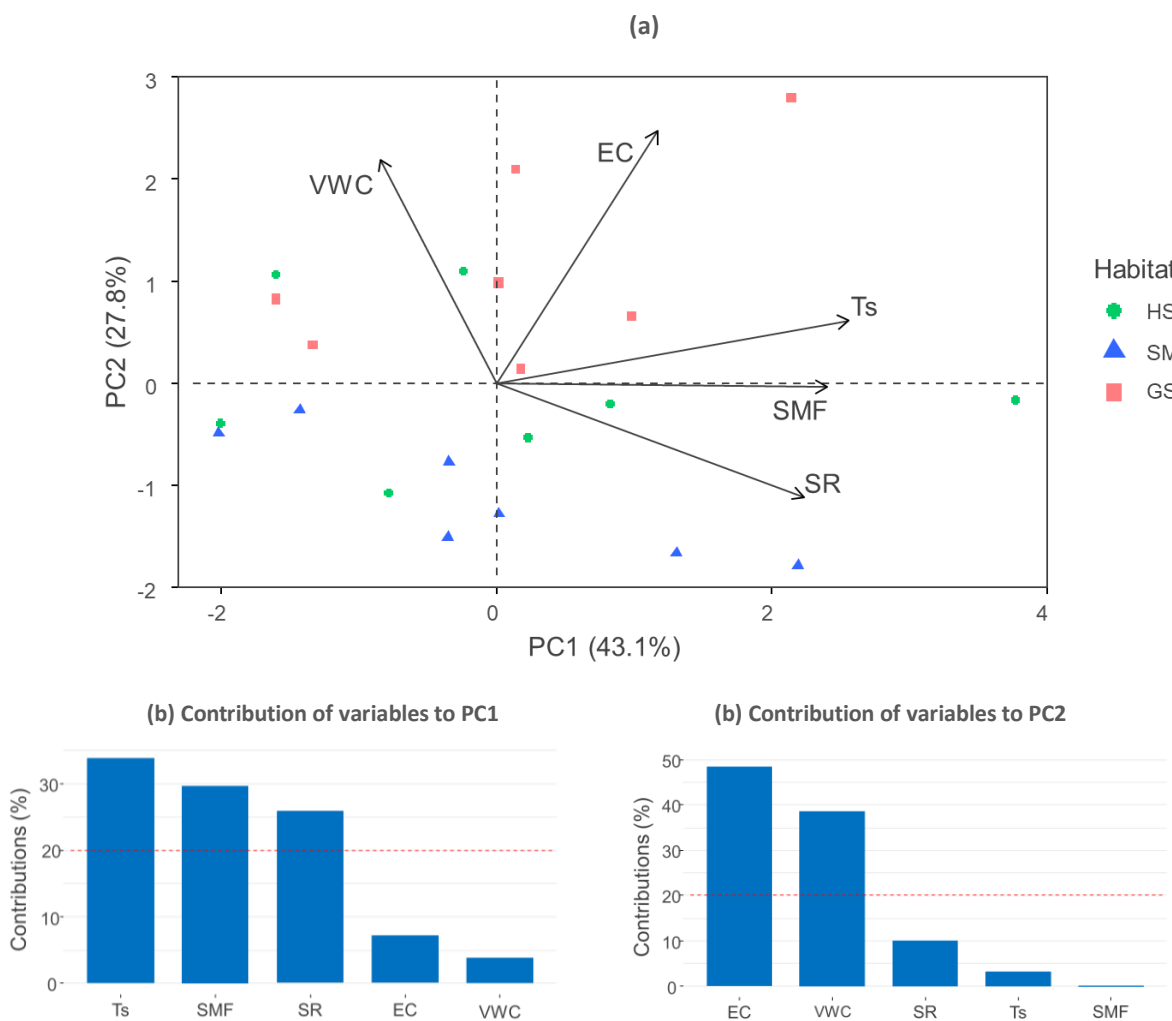 (a)
3
2
1
0
-1
-2
PC2 (27.8%)
VWC
EC
Ts
SMF
SR
-2
0
2
4
PC1 (43.1%)
Habitat
HS
SM
GS
(b) Contribution of variables to PC1
Contributions (%)
30
20
10
0
Ts SMF SR EC VWC
(b) Contribution of variables to PC2
Contributions (%)
50
40
30
20
10
0
EC VWC SR Ts SMF